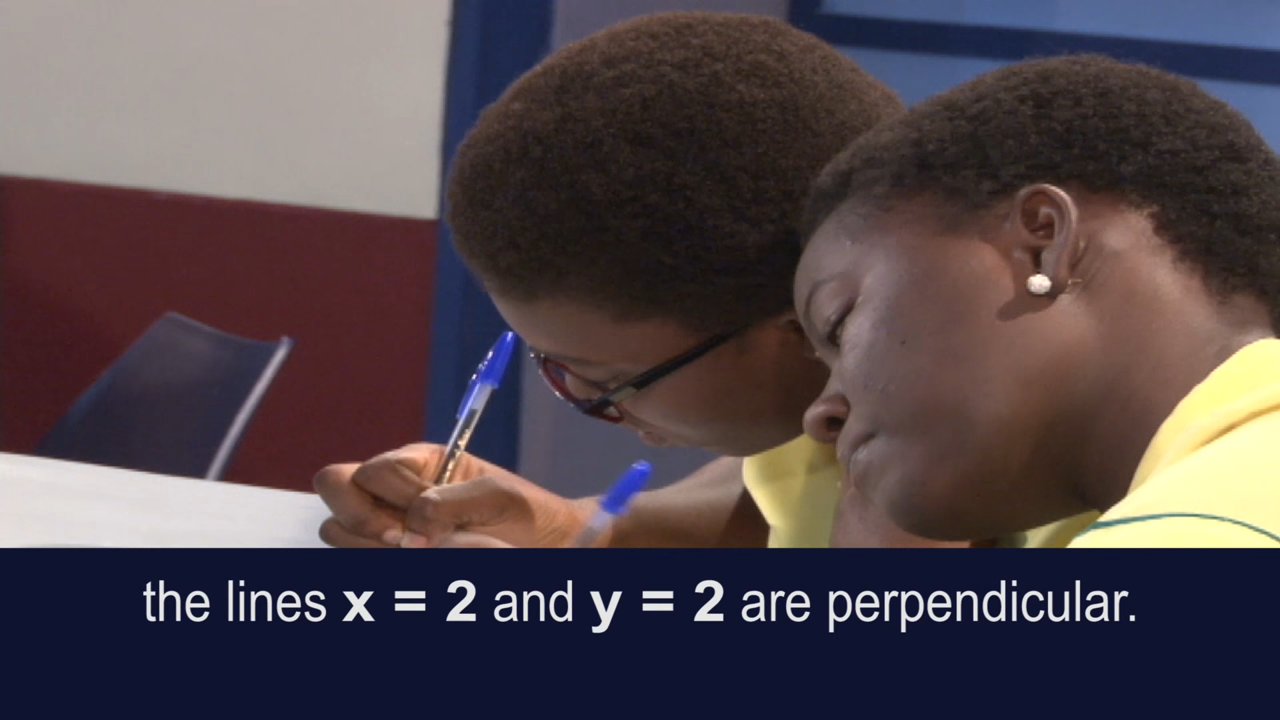 the lines x = 2 and y = 2 are perpendicular.